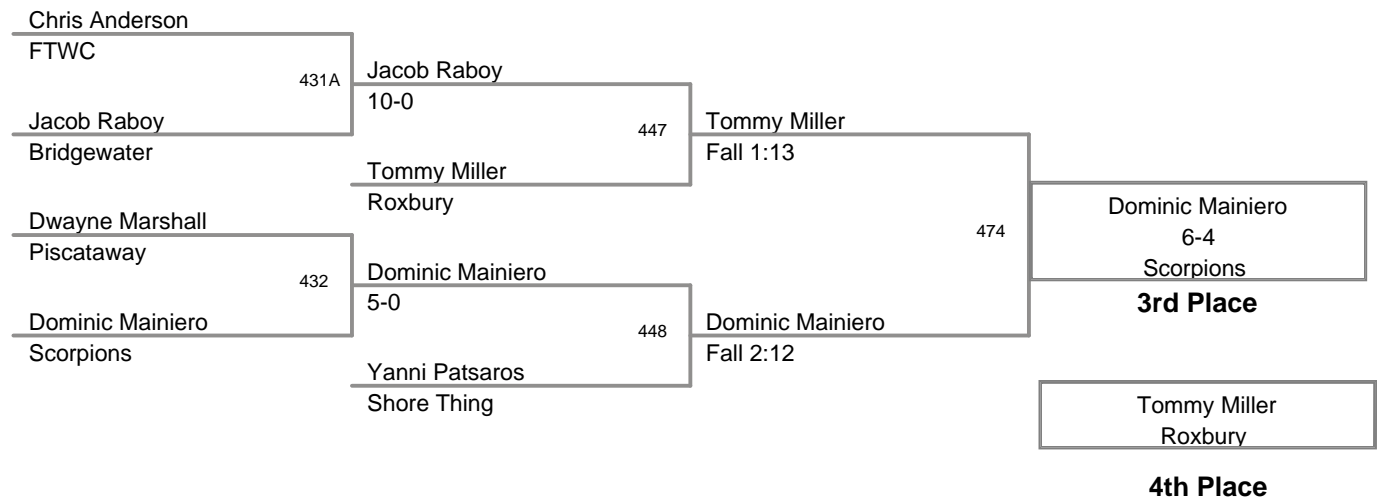 Chris Anderson
FTWC
431A
Jacob Raboy
10-0
Jacob Raboy
Bridgewater
447
Tommy Miller
Fall 1:13
Tommy Miller
Roxbury
Dwayne Marshall
Piscataway
432
Dominic Mainiero
5-0
Dominic Mainiero
Scorpions
448
Dominic Mainiero
Fall 2:12
Yanni Patsaros
Shore Thing
474
Dominic Mainiero
6-4
Scorpions
3rd Place
Tommy Miller
Roxbury
4th Place